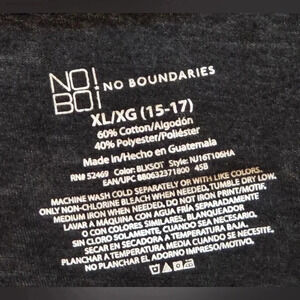 NO!
BOi
NO BOUNDARIES
XL/XG (15-17)
60% Cotton/Algodón
40% Polyester/Poliéster
Made in/Hecho en Guatemala
RN# 52469 Color: BLKSOT Style: NJ16T106HA
EAN/UPC 880632371800 45B
MACHINE WASH COLD SEPARATELY OR WITH LIKE COLORS.
ONLY NON-CHLORINE BLEACH WHEN NEEDED, TUMBLE DRY LOW.
MEDIUM IRON WHEN NEEDED, DO NOT IRON PRINT/MOTIF.
LAVAR A MÁQUINA CON AGUA FRÍA SEPARADAMENTE
O CON COLORES SIMILARES, BLANQUEADOR
SIN CLORO SOLAMENTE, CUANDO SEA NECESARIO.
SECAR EN SECADORA A TEMPERATURA BAJA,
PLANCHAR A TEMPERATURA MEDIA CUANDO SE NECESITE,
NO PLANCHAR EL ADORNO IMPRESO/MOTIVO.